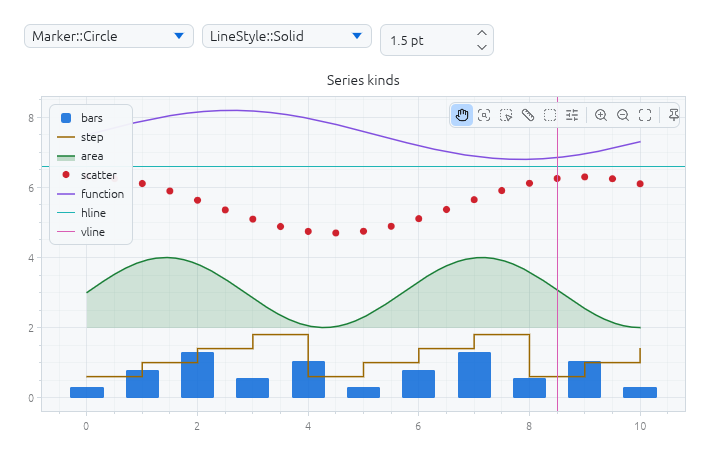 Marker::Circle LineStyle::Solid 1.5 pt
Series kinds
bars
step
area
scatter
function
hline
vline
8
6
4
2
0
0 2 4 6 8 10